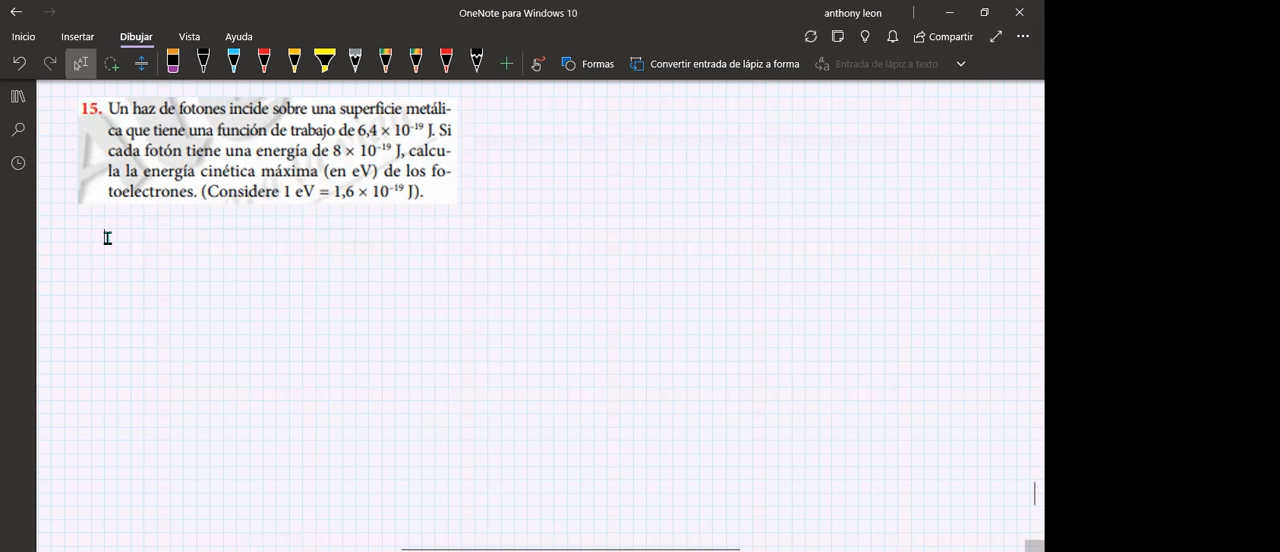 OneNote para Windows 10
anthony leon
Inicio Insertar Dibujar Vista Ayuda
Compartir
Formas Convertir entrada de lápiz a forma Entrada de lápiz a texto
15. Un haz de fotones incide sobre una superficie metáli-
ca que tiene una función de trabajo de 6,4 × 10⁻¹⁹ J. Si
cada fotón tiene una energía de 8 × 10⁻¹⁹ J, calcu-
la la energía cinética máxima (en eV) de los fo-
toelectrones. (Considere 1 eV = 1,6 × 10⁻¹⁹ J).